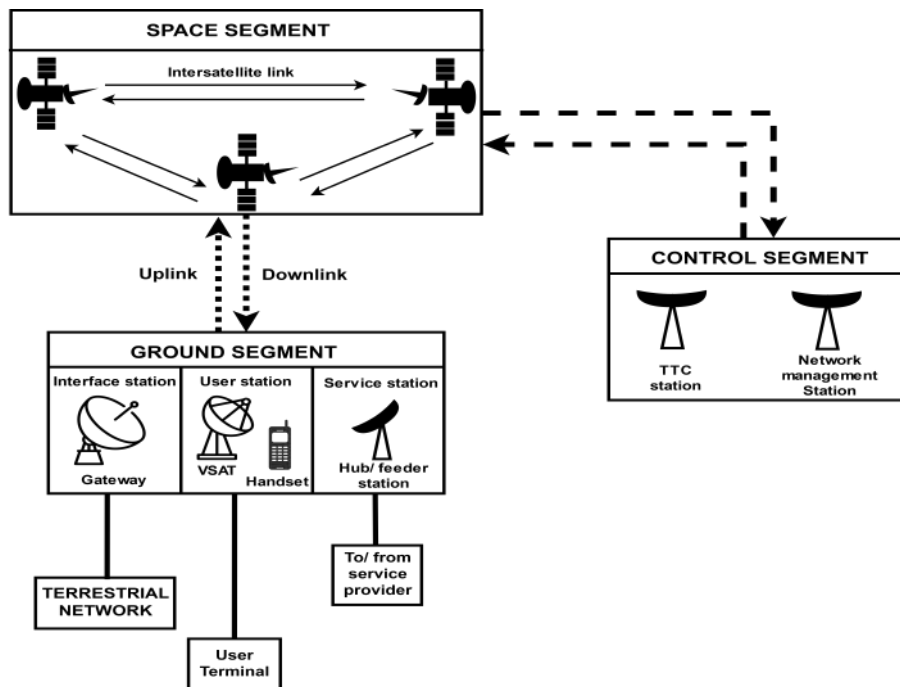 SPACE SEGMENT
Intersatellite link
Uplink
Downlink
CONTROL SEGMENT
TTC
station
Network
management
Station
GROUND SEGMENT
Interface station
Gateway
User station
VSAT
Handset
Service station
Hub/ feeder
station
TERRESTRIAL
NETWORK
User
Terminal
To/ from
service
provider